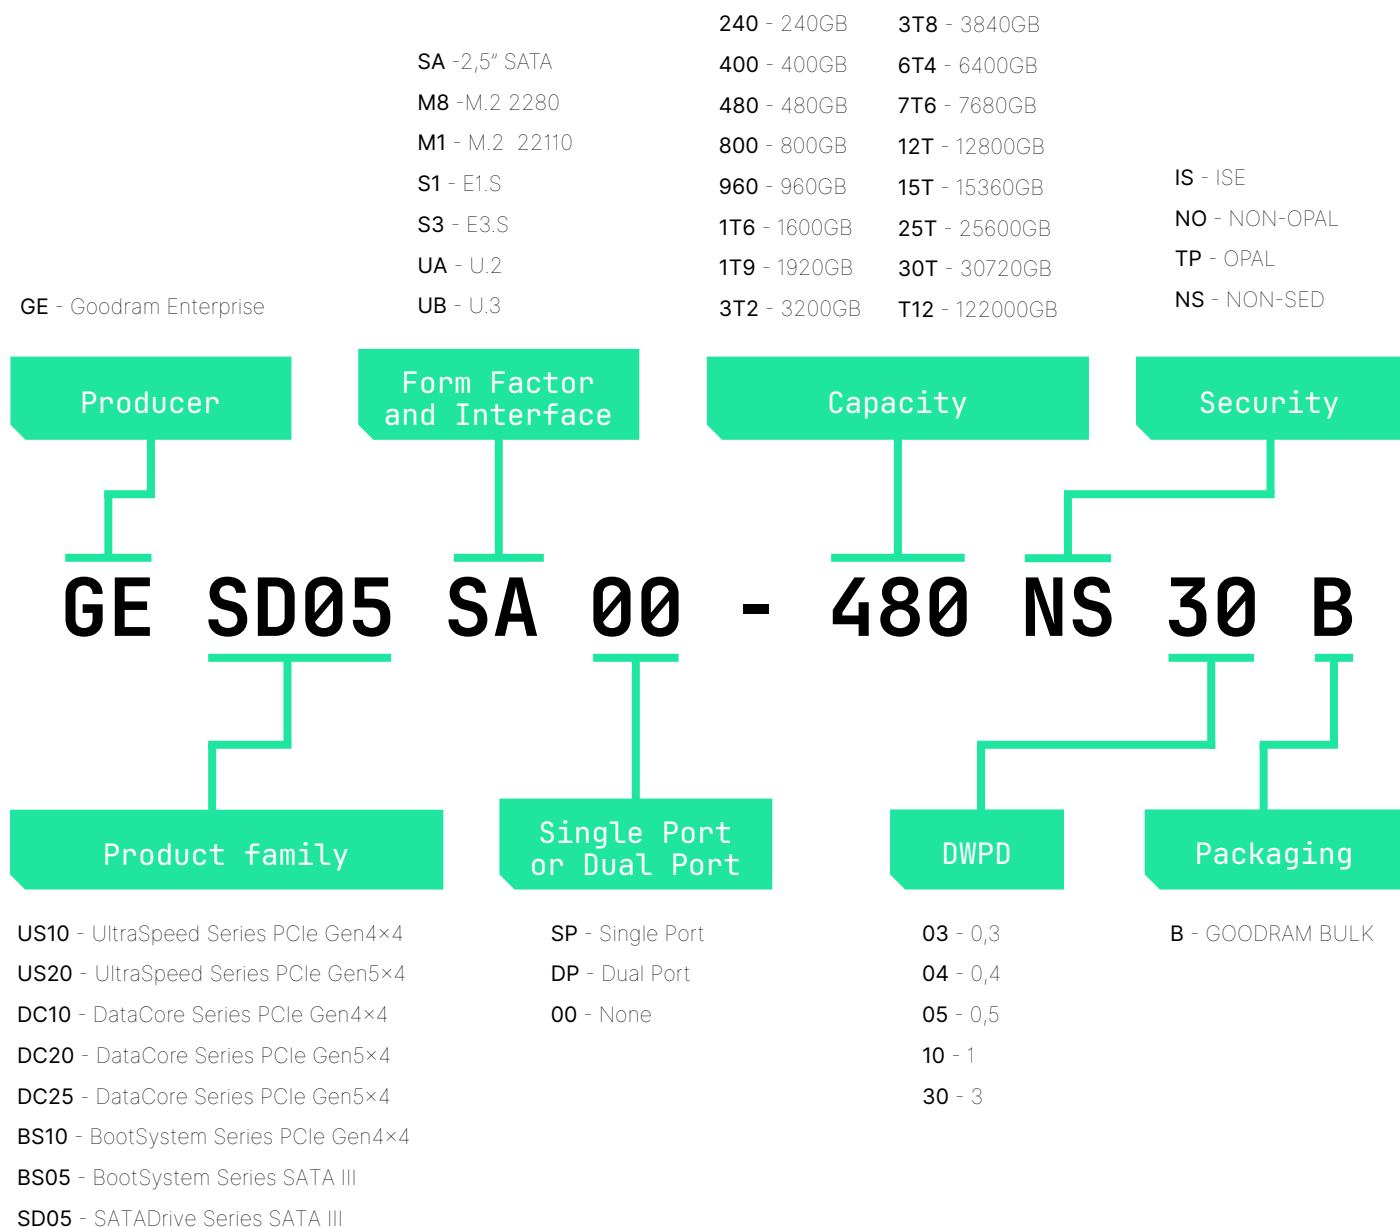 SA -2,5” SATA
M8 -M.2 2280
M1 - M.2 22110
S1 - E1.S
S3 - E3.S
UA - U.2
UB - U.3
240 - 240GB
400 - 400GB
480 - 480GB
800 - 800GB
960 - 960GB
1T6 - 1600GB
1T9 - 1920GB
3T2 - 3200GB
3T8 - 3840GB
6T4 - 6400GB
7T6 - 7680GB
12T - 12800GB
15T - 15360GB
25T - 25600GB
30T - 30720GB
T12 - 122000GB
IS - ISE
NO - NON-OPAL
TP - OPAL
NS - NON-SED
GE - Goodram Enterprise
Producer
Form Factor
and Interface
Capacity
Security
GE SD05 SA 00 - 480 NS 30 B
Product family
Single Port
or Dual Port
DWPD
Packaging
US10 - UltraSpeed Series PCIe Gen4×4
US20 - UltraSpeed Series PCIe Gen5×4
DC10 - DataCore Series PCIe Gen4×4
DC20 - DataCore Series PCIe Gen5×4
DC25 - DataCore Series PCIe Gen5×4
BS10 - BootSystem Series PCIe Gen4×4
BS05 - BootSystem Series SATA III
SD05 - SATADrive Series SATA III
SP - Single Port
DP - Dual Port
00 - None
03 - 0,3
04 - 0,4
05 - 0,5
10 - 1
30 - 3
B - GOODRAM BULK